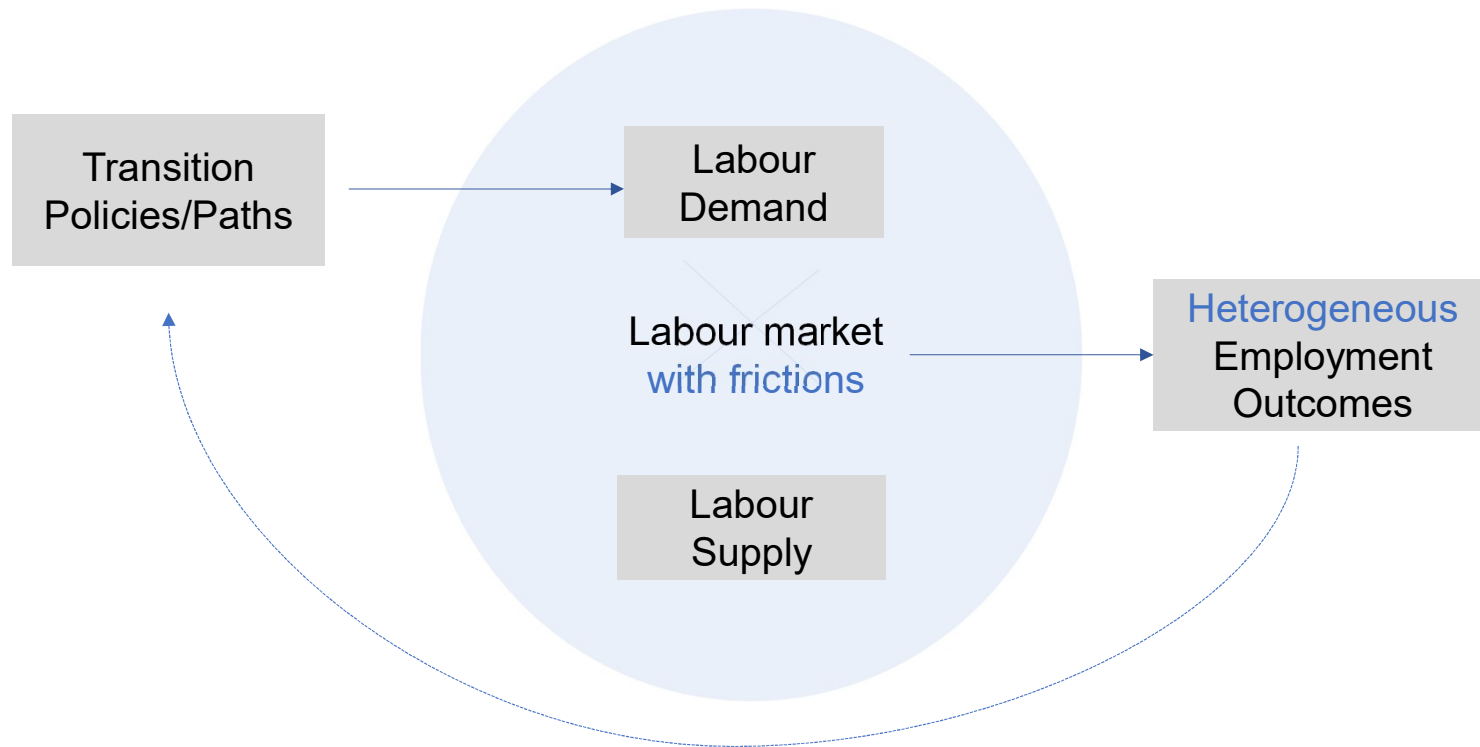 Transition
Policies/Paths
Labour
Demand
Labour market
with frictions
Labour
Supply
Heterogeneous
Employment
Outcomes